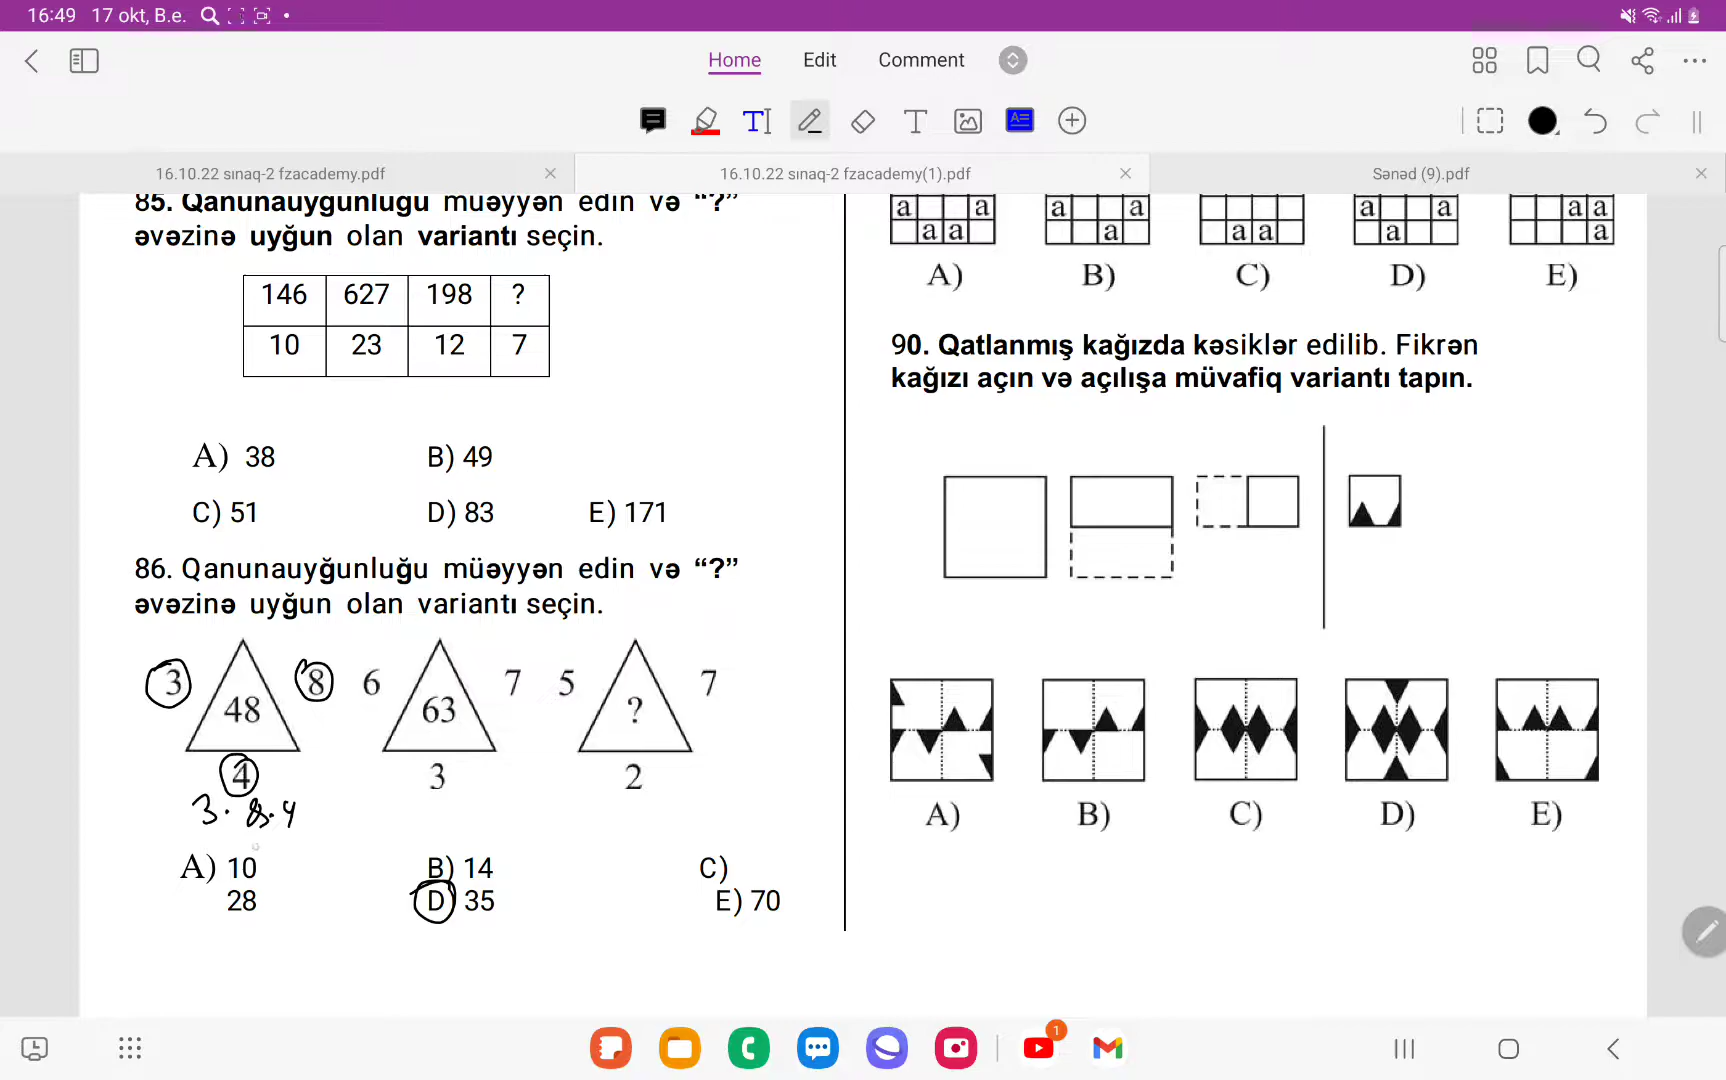 16:49 17 okt, B.e.
Home Edit Comment
16.10.22 sınaq-2 fzacademy.pdf
16.10.22 sınaq-2 fzacademy(1).pdf
Sənəd (9).pdf
85. Qanunauyğunluğu müəyyən edin və “?”
əvəzinə uyğun olan variantı seçin.
146 627 198 ?
10 23 12 7
A) 38 B) 49
C) 51 D) 83 E) 171
86. Qanunauyğunluğu müəyyən edin və “?”
əvəzinə uyğun olan variantı seçin.
3 48 8 6 63 7 5 ? 7
4 3 2
3 · 8 · 4
A) 10 B) 14 C)
28 D) 35 E) 70
a a a a a a a a
a a a a a a a
A) B) C) D) E)
90. Qatlanmış kağızda kəsiklər edilib. Fikrən
kağızı açın və açılışa müvafiq variantı tapın.
A) B) C) D) E)
1